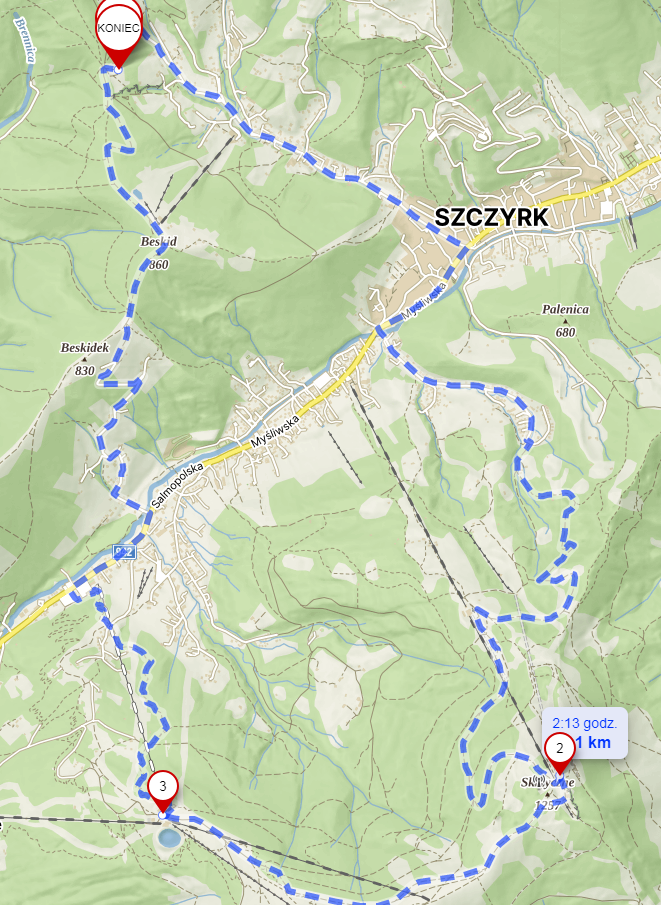 Brennica
KONIEC
SZCZYRK
Beskid
860
Myśliwska
Palenica
680
Beskidek
830
Myśliwska
Salmopolska
942
2:13 godz.
1 km
2
Skrzyczne
1257
3